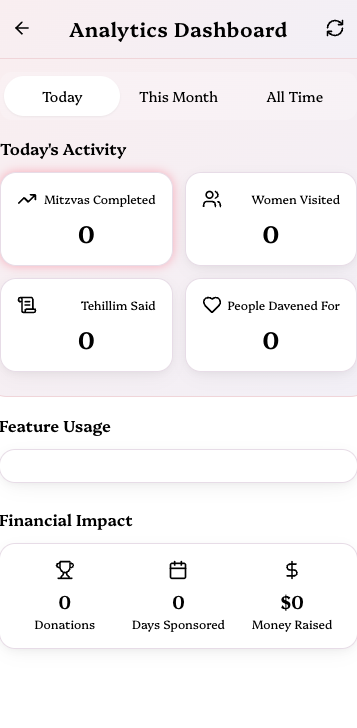 Analytics Dashboard
Today This Month All Time
Today's Activity
Mitzvas Completed
0
Women Visited
0
Tehillim Said
0
People Davened For
0
Feature Usage
Financial Impact
0 0 $0
Donations Days Sponsored Money Raised